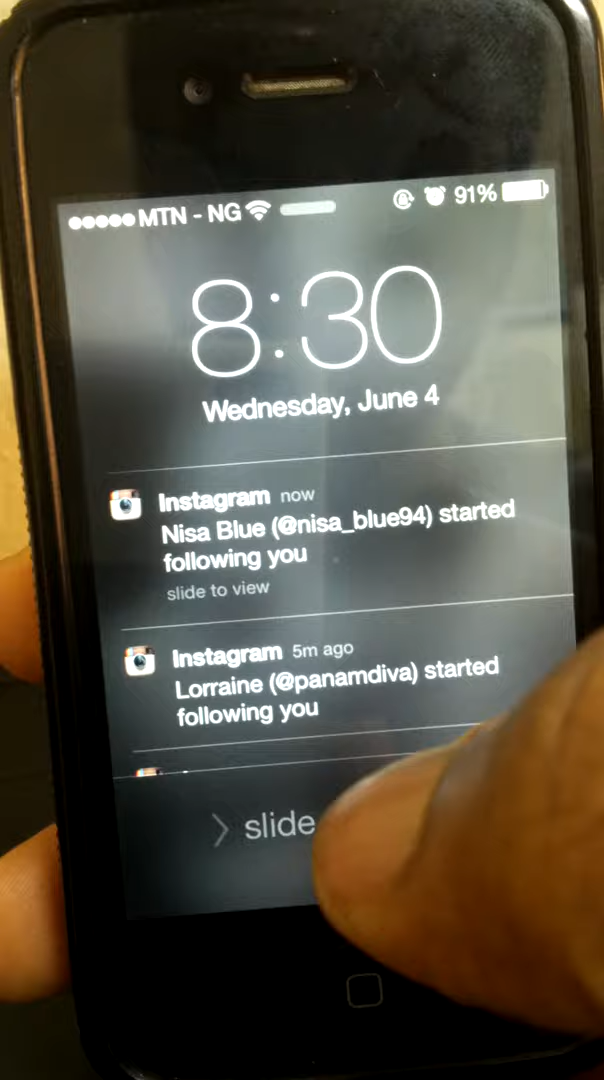 MTN - NG 91%
8:30
Wednesday, June 4
Instagram now
Nisa Blue (@nisa_blue94) started
following you
slide to view
Instagram 5m ago
Lorraine (@panamdiva) started
following you
slide